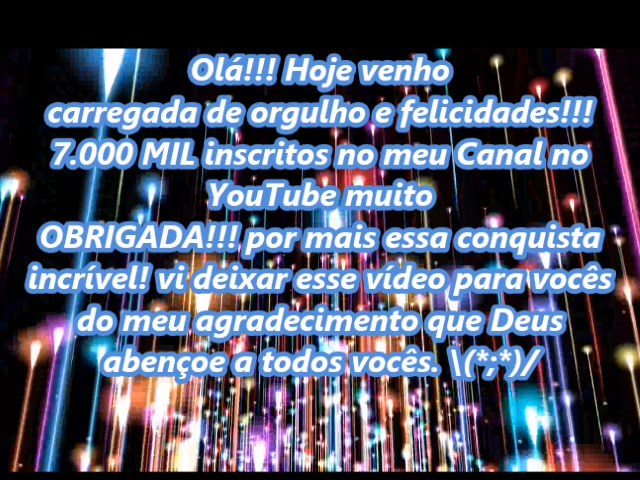 Olá!!! Hoje venho
carregada de orgulho e felicidades!!!
7.000 MIL inscritos no meu Canal no
YouTube muito
OBRIGADA!!! por mais essa conquista
incrível! vi deixar esse vídeo para vocês
do meu agradecimento que Deus
abençoe a todos vocês. \(*;*)/